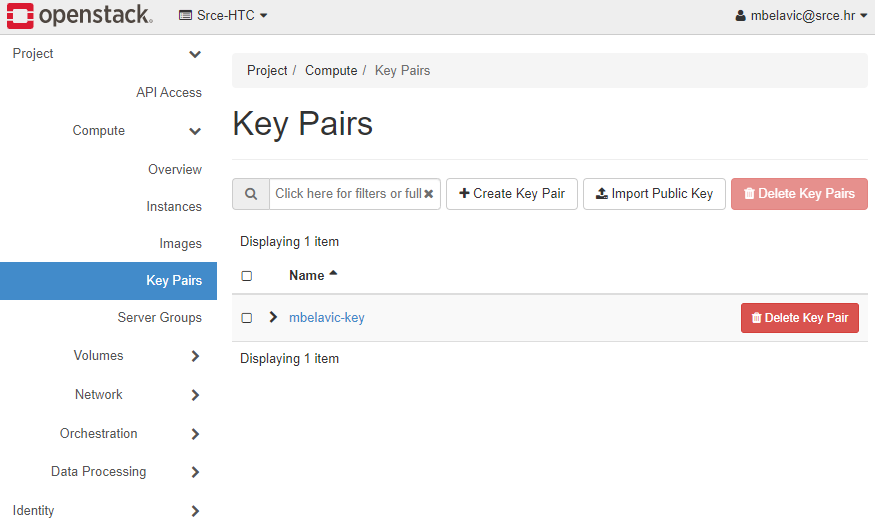 openstack. Srce-HTC mbelavic@srce.hr
Project
API Access
Compute
Overview
Instances
Images
Key Pairs
Server Groups
Volumes
Network
Orchestration
Data Processing
Identity
Project / Compute / Key Pairs
Key Pairs
Click here for filters or full Create Key Pair Import Public Key Delete Key Pairs
Displaying 1 item
Name
mbelavic-key Delete Key Pair
Displaying 1 item